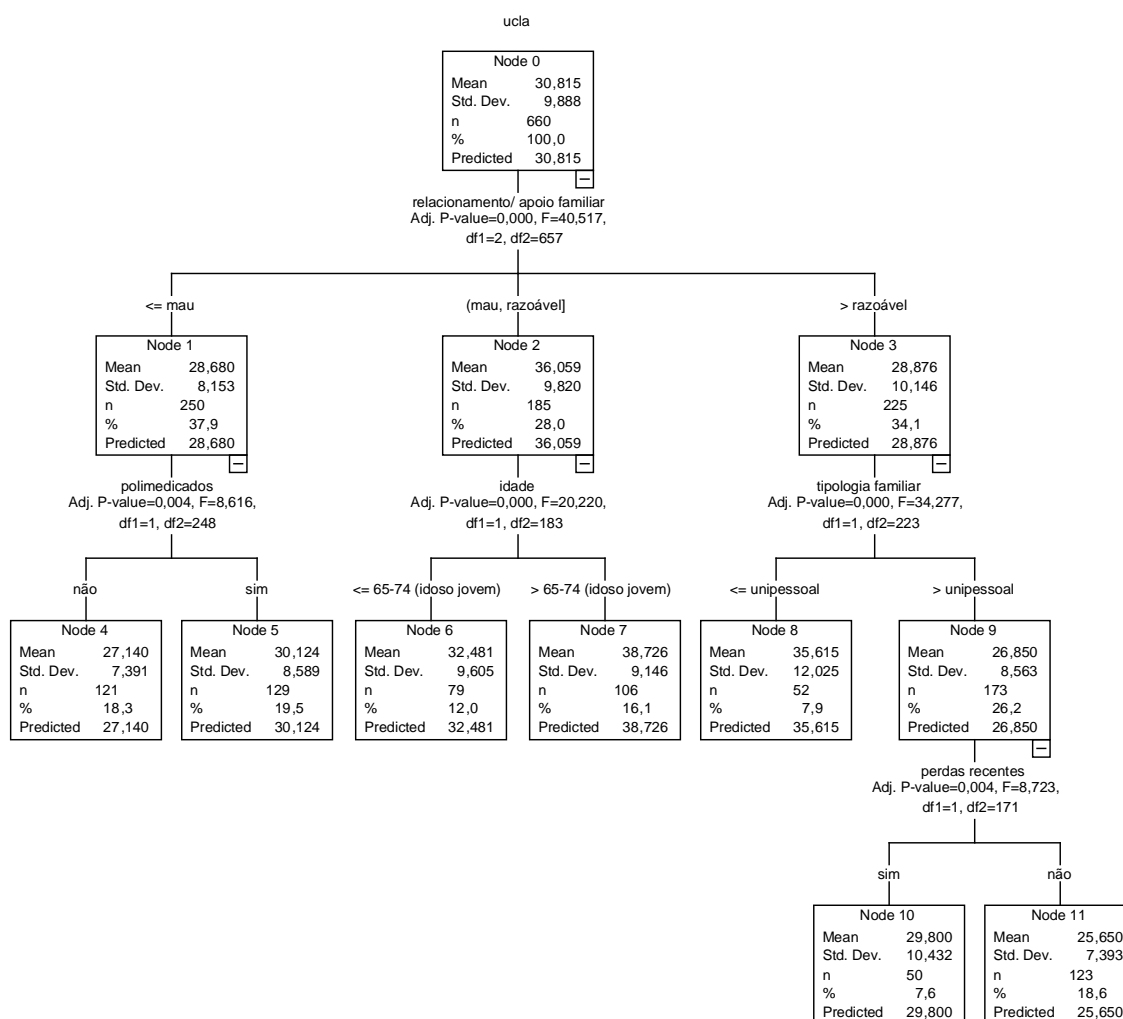 ucla
Node 0
Mean 30,815
Std. Dev. 9,888
n 660
% 100,0
Predicted 30,815
relacionamento/ apoio familiar
Adj. P-value=0,000, F=40,517,
df1=2, df2=657
<= mau
(mau, razoável]
> razoável
Node 1
Mean 28,680
Std. Dev. 8,153
n 250
% 37,9
Predicted 28,680
Node 2
Mean 36,059
Std. Dev. 9,820
n 185
% 28,0
Predicted 36,059
Node 3
Mean 28,876
Std. Dev. 10,146
n 225
% 34,1
Predicted 28,876
polimedicados
Adj. P-value=0,004, F=8,616,
df1=1, df2=248
idade
Adj. P-value=0,000, F=20,220,
df1=1, df2=183
tipologia familiar
Adj. P-value=0,000, F=34,277,
df1=1, df2=223
não
sim
<= 65-74 (idoso jovem)
> 65-74 (idoso jovem)
<= unipessoal
> unipessoal
Node 4
Mean 27,140
Std. Dev. 7,391
n 121
% 18,3
Predicted 27,140
Node 5
Mean 30,124
Std. Dev. 8,589
n 129
% 19,5
Predicted 30,124
Node 6
Mean 32,481
Std. Dev. 9,605
n 79
% 12,0
Predicted 32,481
Node 7
Mean 38,726
Std. Dev. 9,146
n 106
% 16,1
Predicted 38,726
Node 8
Mean 35,615
Std. Dev. 12,025
n 52
% 7,9
Predicted 35,615
Node 9
Mean 26,850
Std. Dev. 8,563
n 173
% 26,2
Predicted 26,850
perdas recentes
Adj. P-value=0,004, F=8,723,
df1=1, df2=171
sim
não
Node 10
Mean 29,800
Std. Dev. 10,432
n 50
% 7,6
Predicted 29,800
Node 11
Mean 25,650
Std. Dev. 7,393
n 123
% 18,6
Predicted 25,650